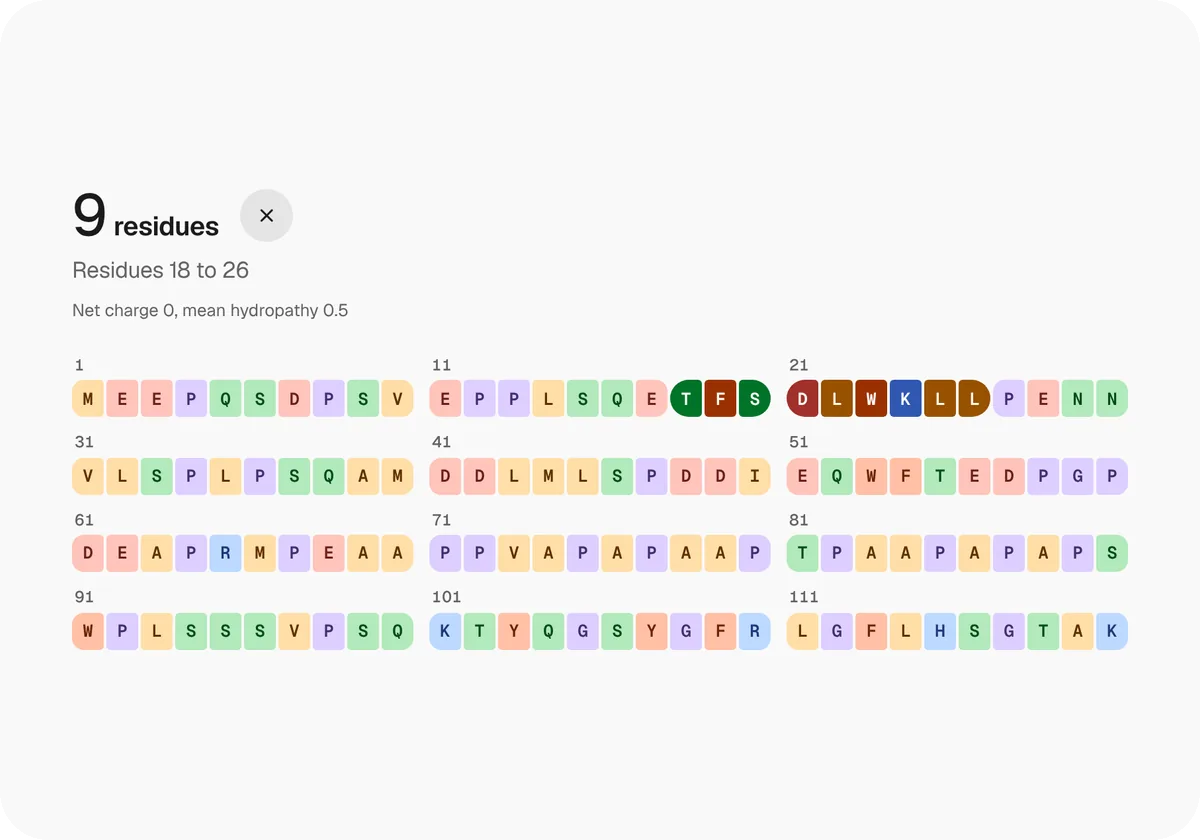 9 residues ×
Residues 18 to 26
Net charge 0, mean hydropathy 0.5
1 11 21
M E E P Q S D P S V E P P L S Q E T F S D L W K L L P E N N
31 41 51
V L S P L P S Q A M D D L M L S P D D I E Q W F T E D P G P
61 71 81
D E A P R M P E A A P P V A P A P A A P T P A A P A P A P S
91 101 111
W P L S S S V P S Q K T Y Q G S Y G F R L G F L H S G T A K